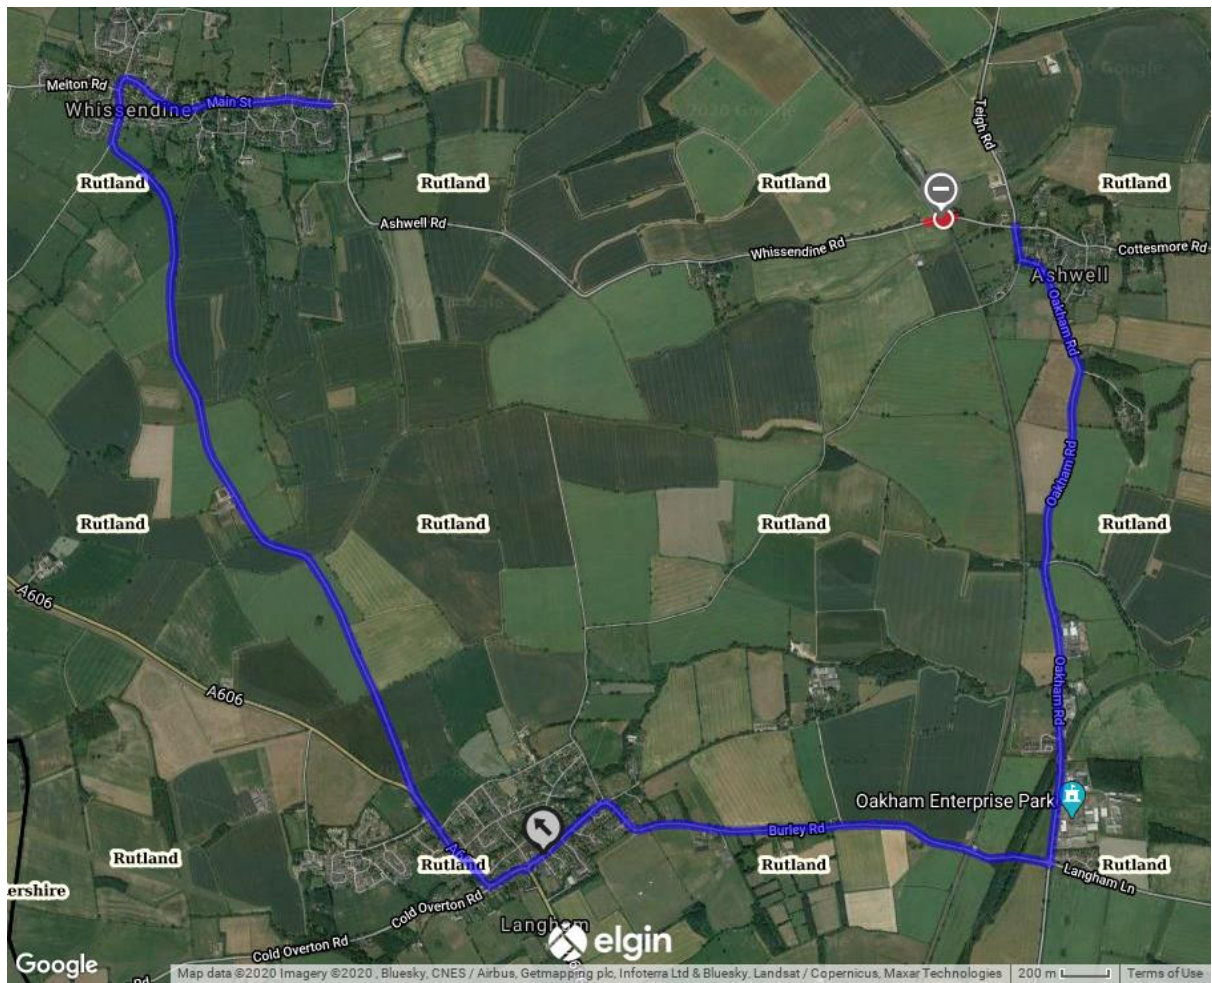 Melton Rd
Main St
Whissendine
Teigh Rd
Rutland
Rutland
Rutland
Rutland
Ashwell Rd
Whissendine Rd
Cottesmore Rd
Ashwell
Oakham Rd
Oakham Rd
Rutland
Rutland
Rutland
Rutland
A606
A606
Oakham Rd
Oakham Enterprise Park
Burley Rd
Rutland
Rutland
Rutland
Rutland
Langham Ln
ershire
Cold Overton Rd
Langham
Cold Overton Rd
elgin
Google
Rd
Map data ©2020 Imagery ©2020 , Bluesky, CNES / Airbus, Getmapping plc, Infoterra Ltd & Bluesky, Landsat / Copernicus, Maxar Technologies
200 m
Terms of Use